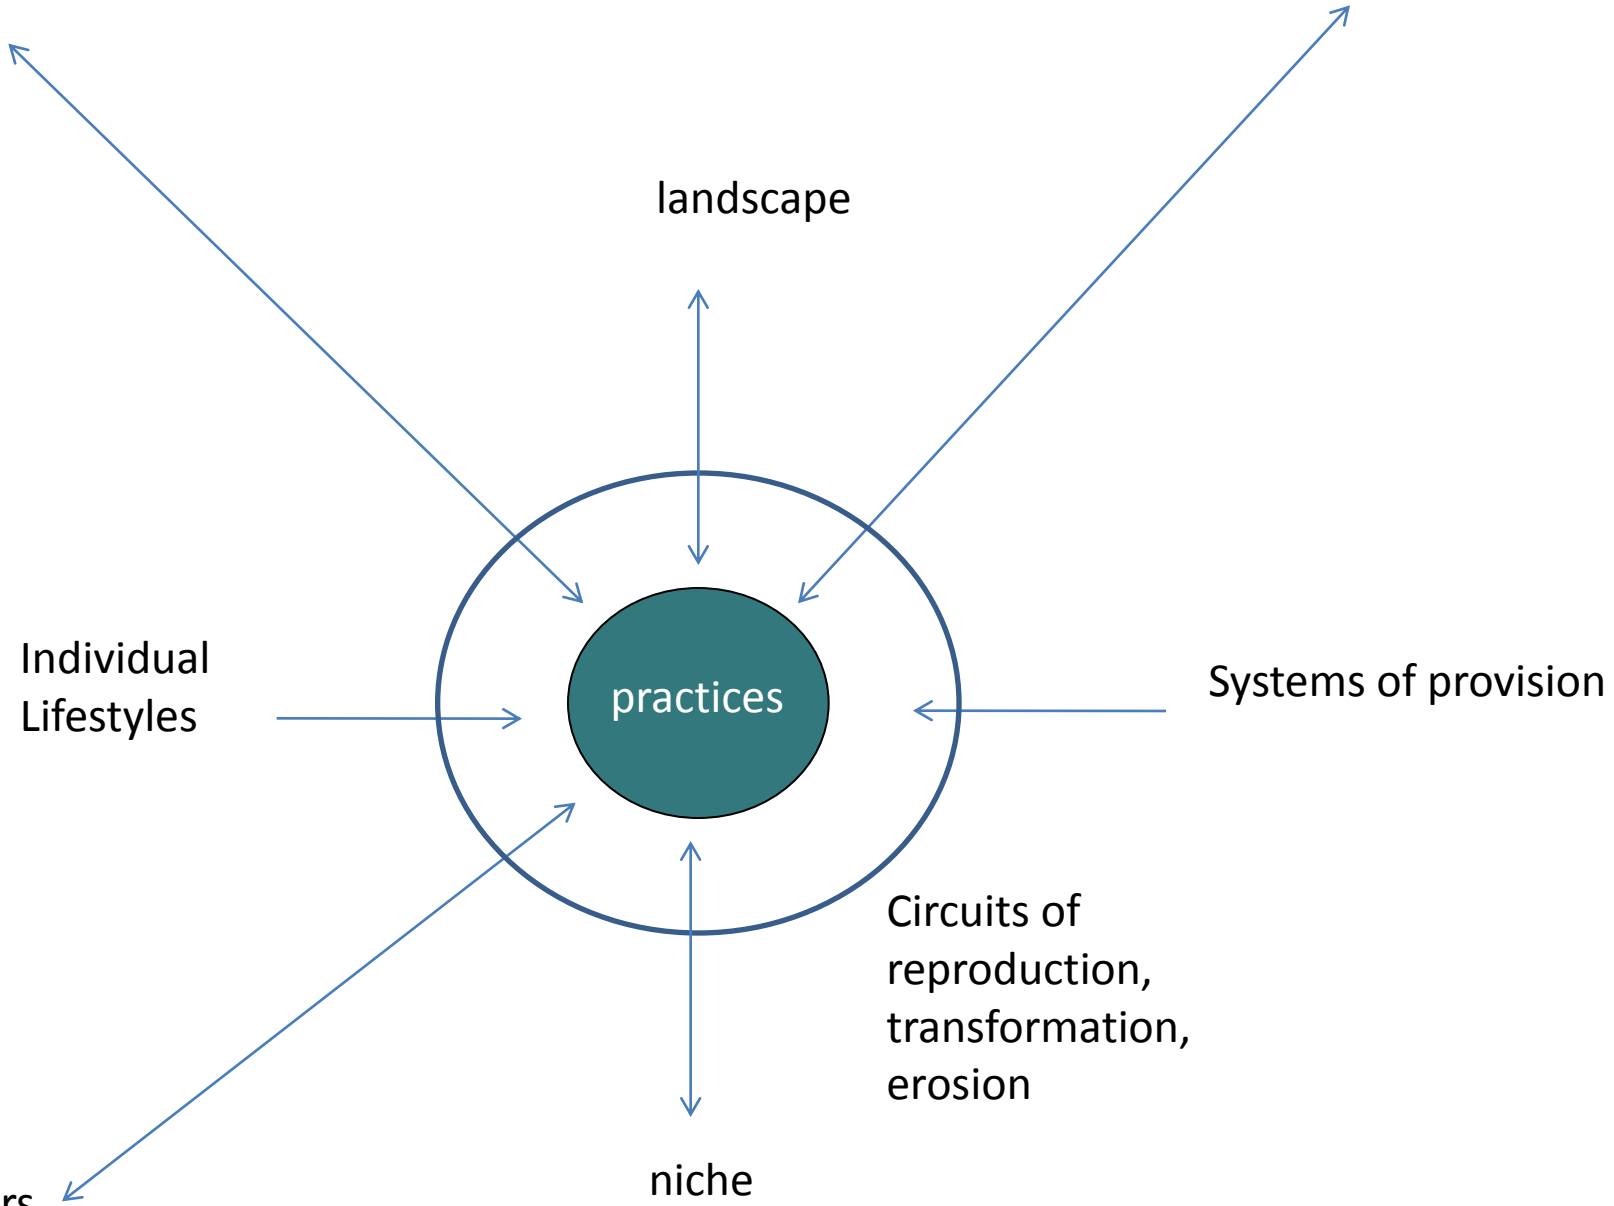 landscape
Individual
Lifestyles
practices
Systems of provision
Circuits of
reproduction,
transformation,
erosion
niche